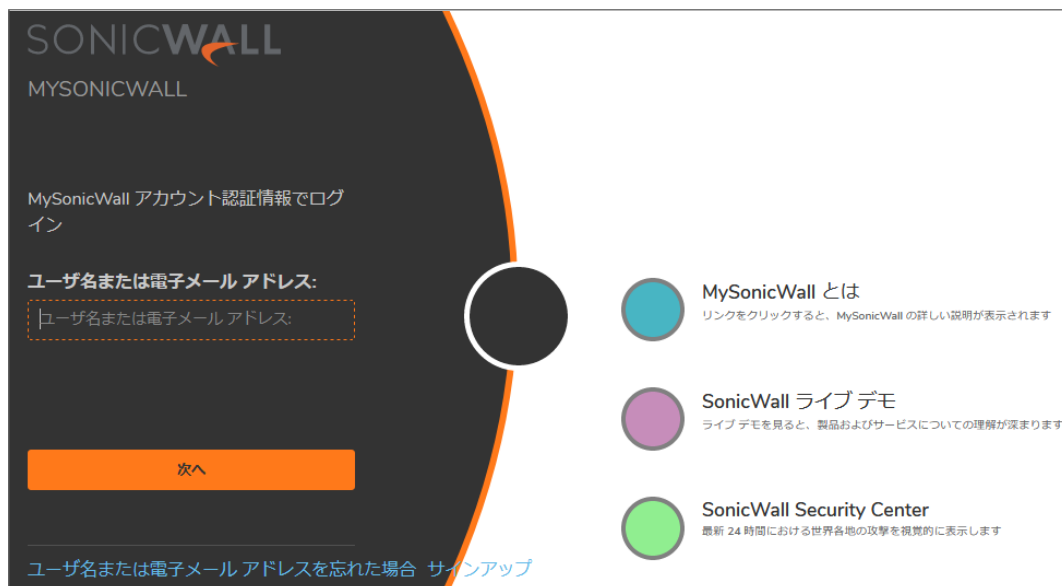 SONICWALL
MYSONICWALL
MySonicWall アカウント認証情報でログ
イン
ユーザ名または電子メール アドレス:
ユーザ名または電子メール アドレス:
次へ
ユーザ名または電子メール アドレスを忘れた場合 サインアップ
MySonicWall とは
リンクをクリックすると、MySonicWall の詳しい説明が表示されます
SonicWall ライブ デモ
ライブ デモを見ると、製品およびサービスについての理解が深まります
SonicWall Security Center
最新 24 時間における世界各地の攻撃を視覚的に表示します